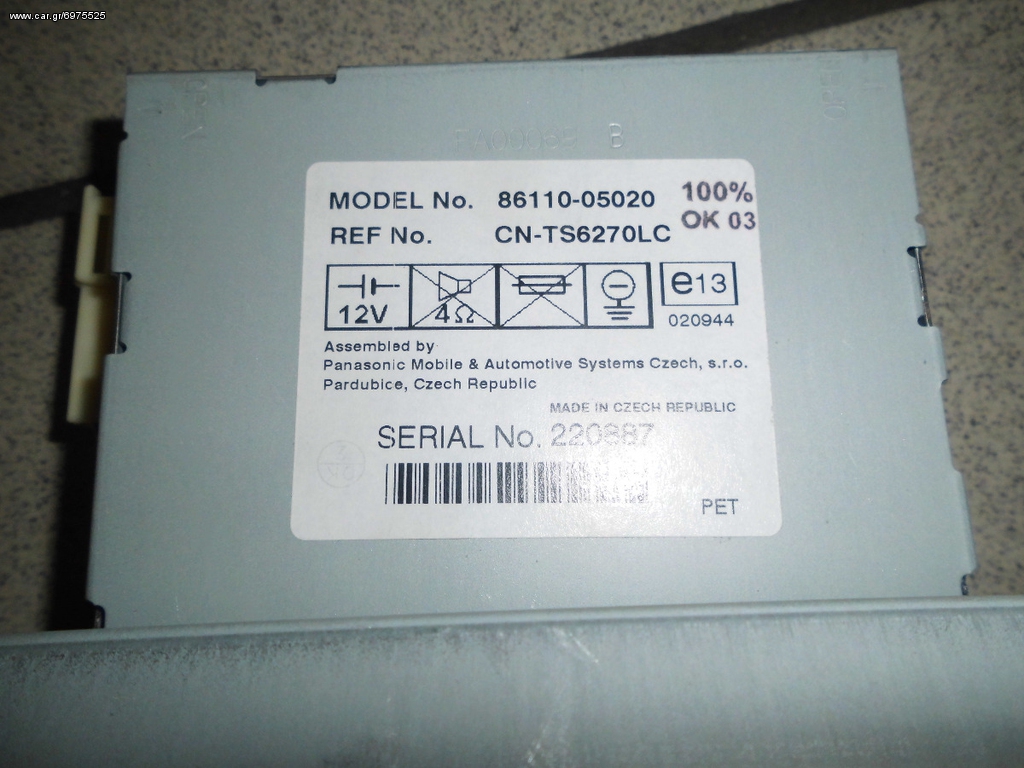 www.car.gr/6975525
B
MODEL No. 86110-05020
100%
OK 03
REF No. CN-TS6270LC
12V
4Ω
e13
020944
Assembled by
Panasonic Mobile & Automotive Systems Czech, s.r.o.
Pardubice, Czech Republic
MADE IN CZECH REPUBLIC
SERIAL No. 220887
PET